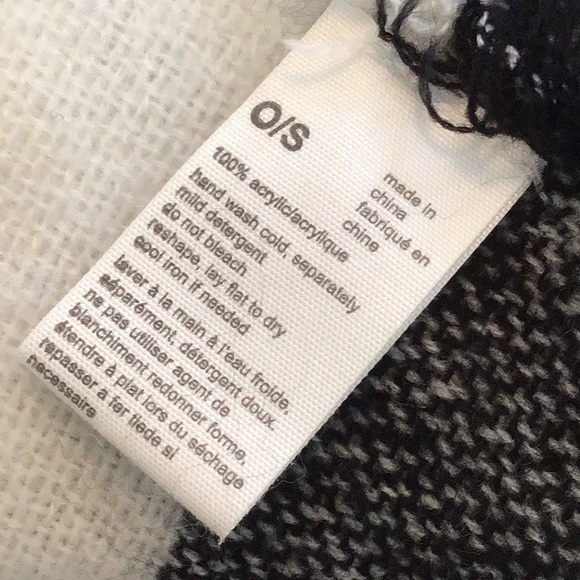 O/S
100% acrylic/acrylique
hand wash cold, separately
mild detergent
do not bleach
reshape, lay flat to dry
cool iron if needed
laver à la main à l'eau froide,
séparément, détergent doux.
ne pas utiliser agent de
blanchiment redonner forme,
étendre à plat lors du séchage
repasser a fer tiede si
necessaire
made in
china
fabriqué en
chine